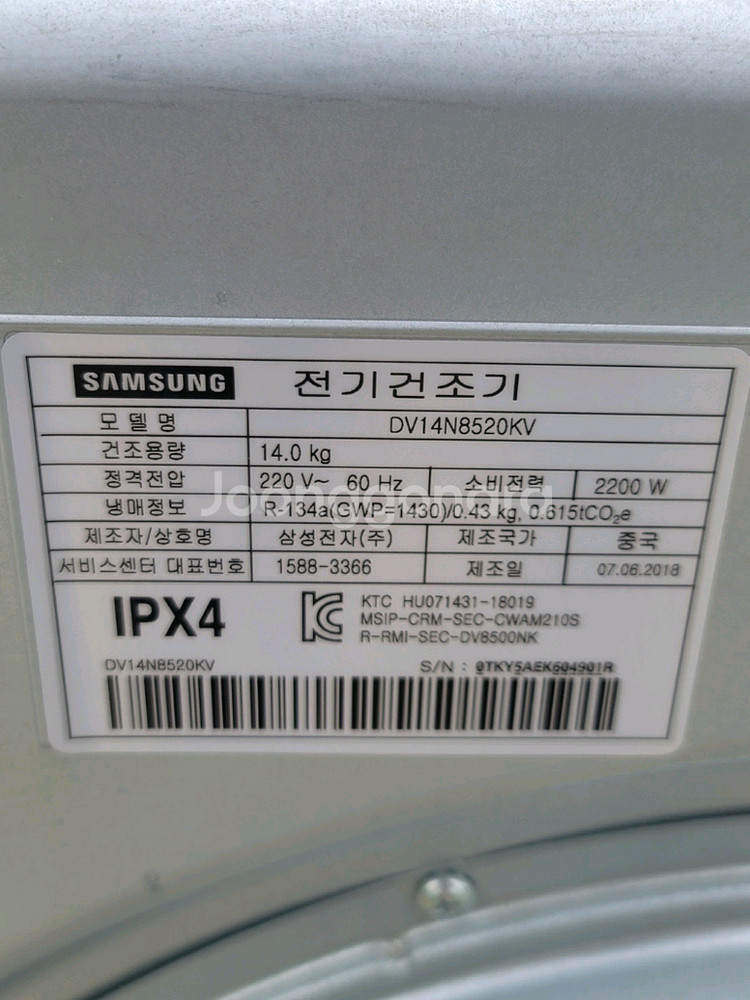 SAMSUNG 전기건조기
모델명 DV14N8520KV
건조용량 14.0 kg
정격전압 220 V~ 60 Hz 소비전력 2200 W
냉매정보 R-134a(GWP=1430)/0.43 kg, 0.615tCO₂e
제조자/상호명 삼성전자(주) 제조국가 중국
서비스센터 대표번호 1588-3366 제조일 07.06.2018
IPX4
KTC HU071431-18019
MSIP-CRM-SEC-CWAM210S
R-RMI-SEC-DV8500NK
DV14N8520KV S/N : 0TKY5AEK604901R
Joonggonara